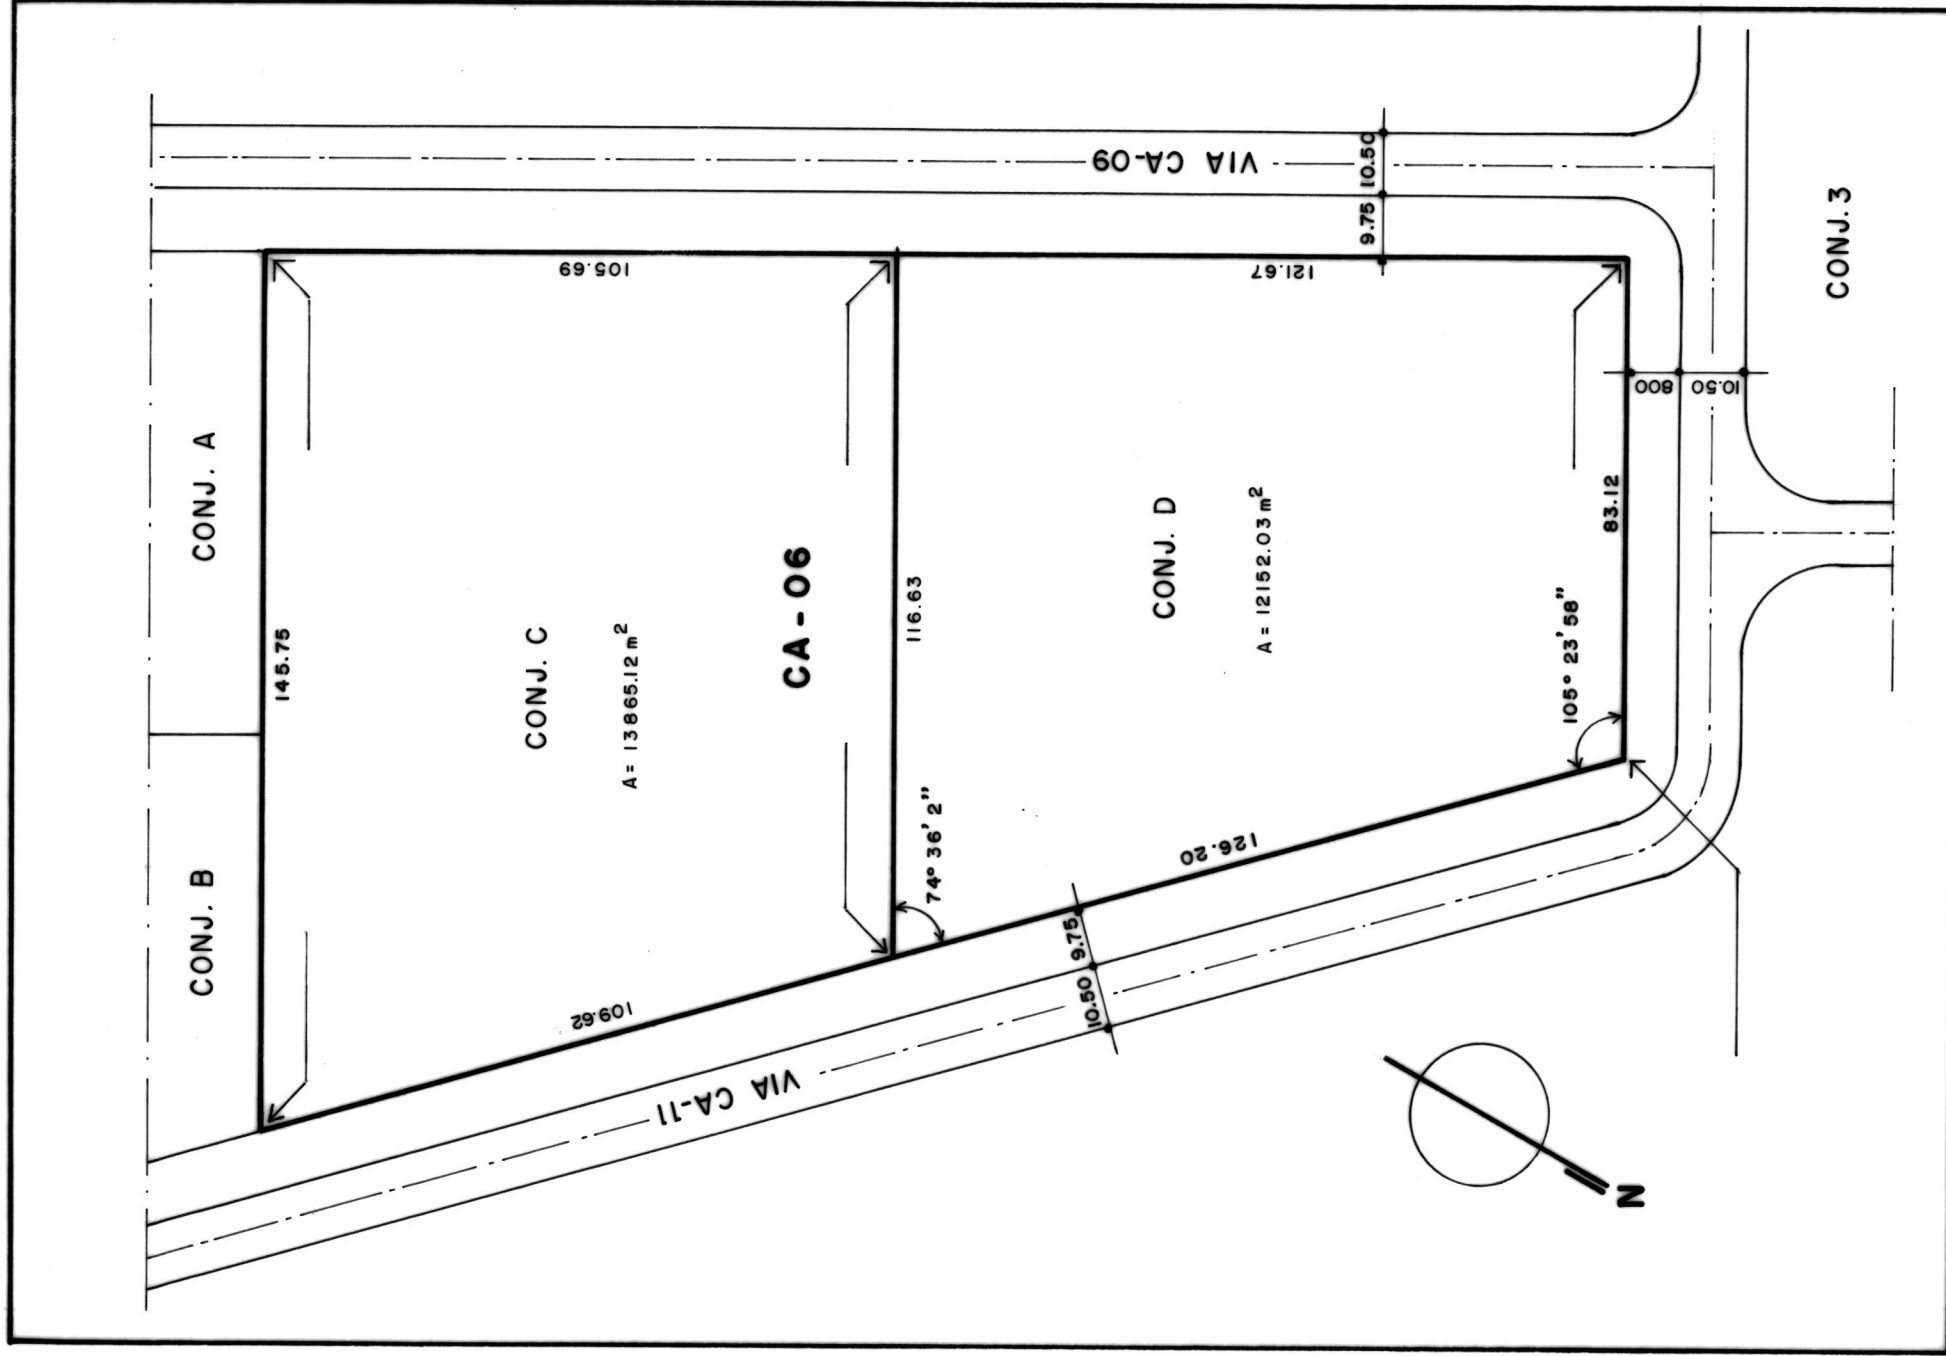 CONJ. B
CONJ. A
145.75
109.62
105.69
CONJ. C
A = 13865.12 m²
CA-06
116.63
74° 36' 2"
CONJ. D
A = 12152.03 m²
126.20
121.67
105° 23' 58"
83.12
VIA CA-11
9.75
10.50
VIA CA-09
10.50
9.75
800
10.50
CONJ. 3
N